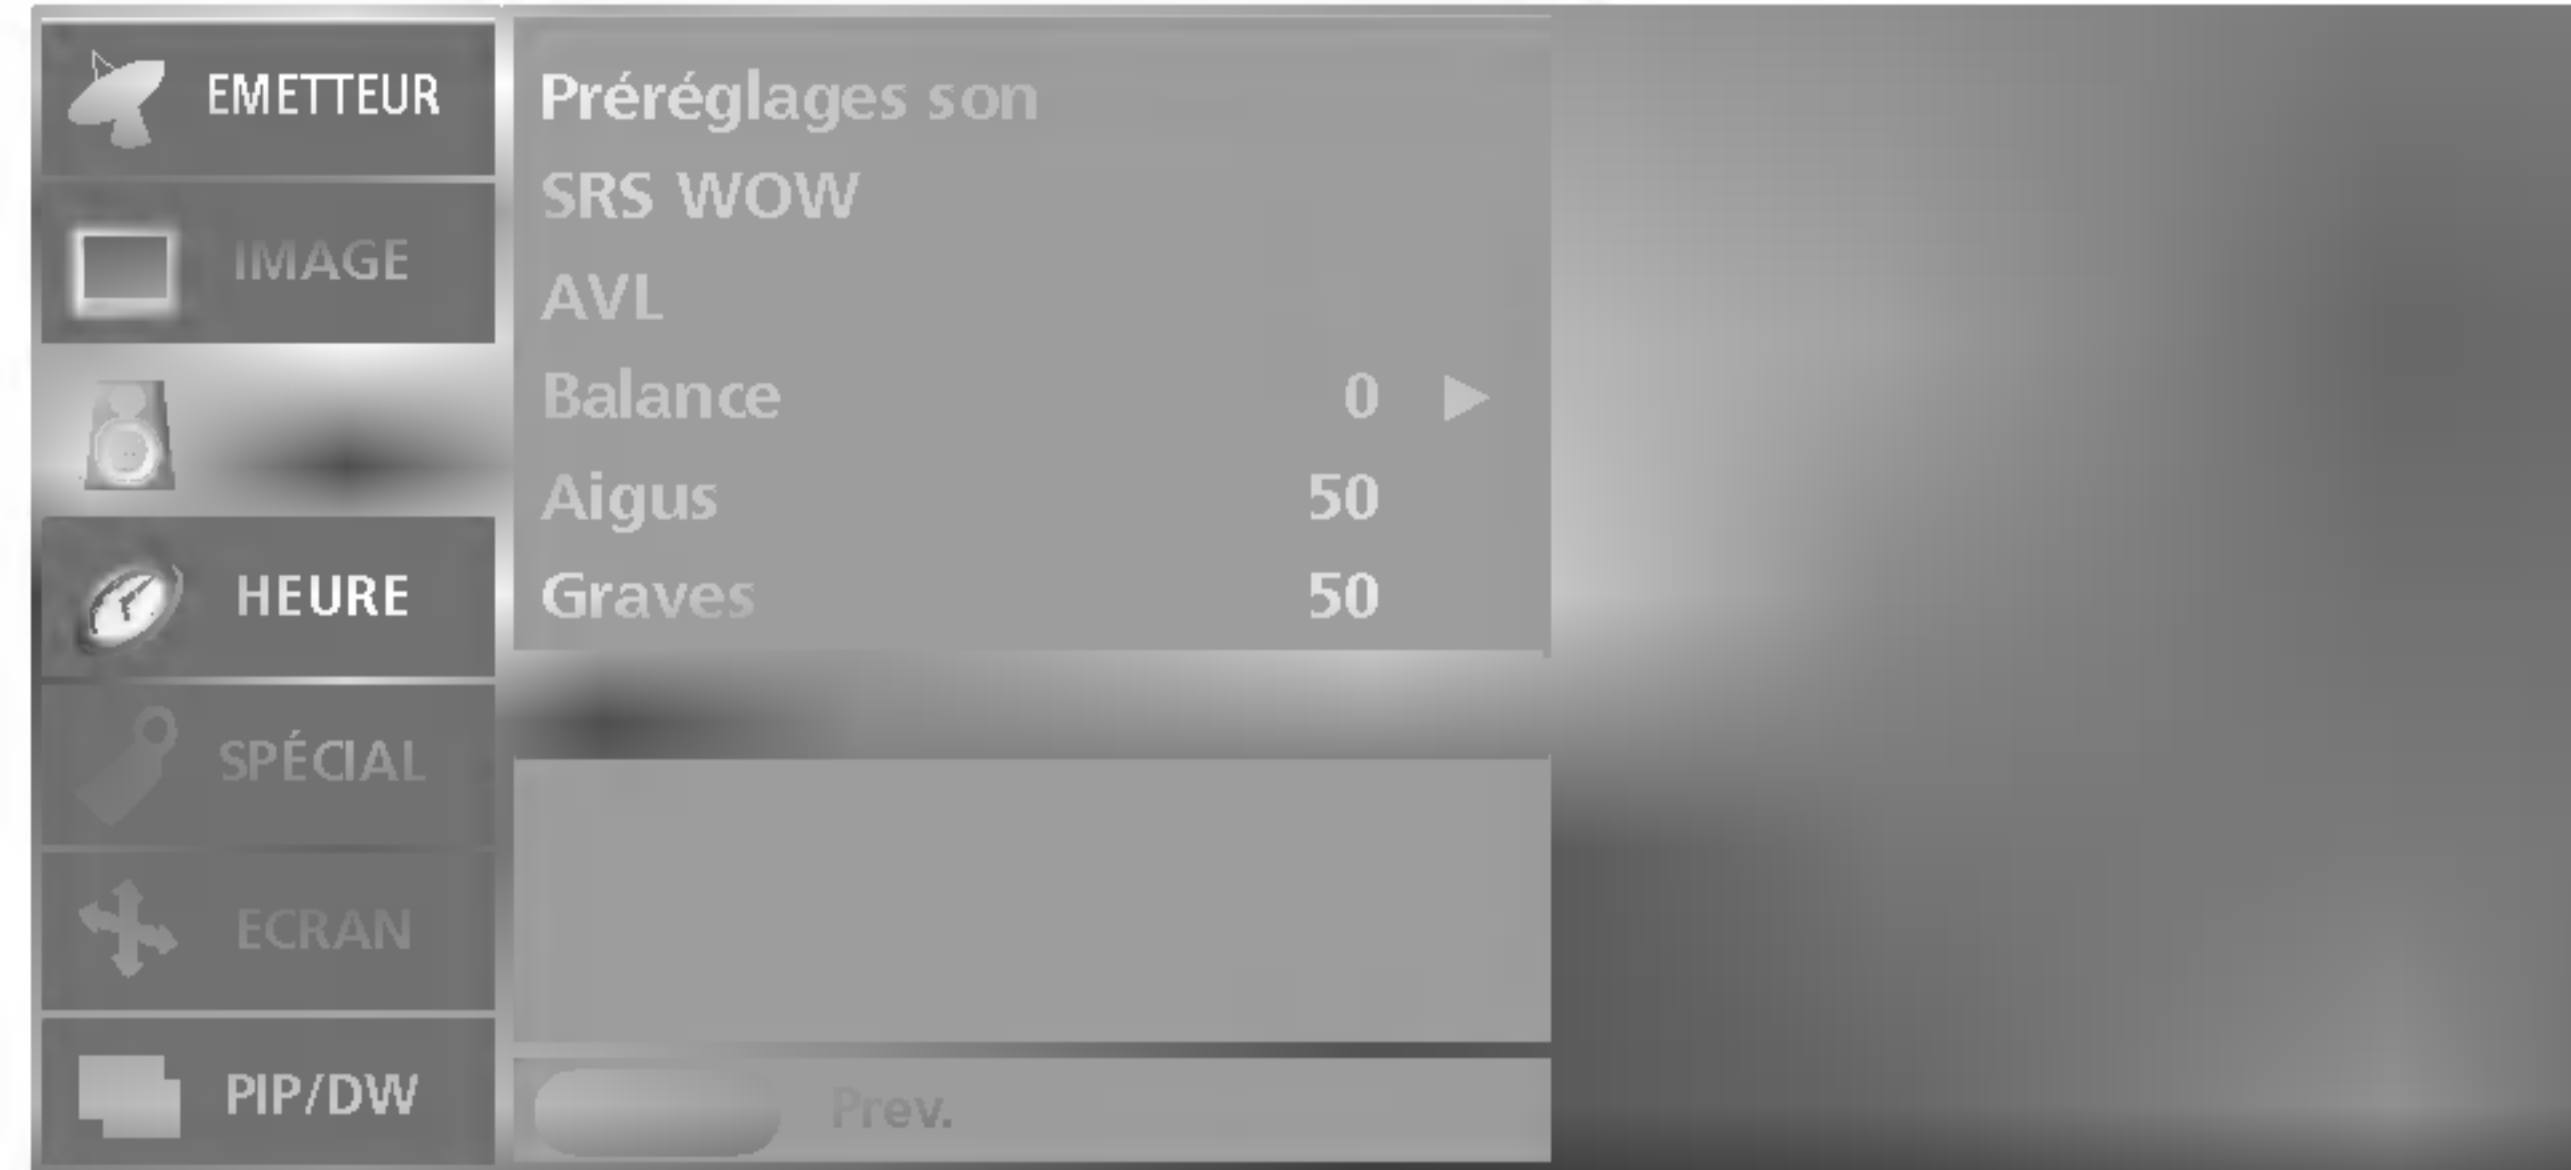 EMETTEUR
IMAGE
HEURE
SPÉCIAL
ECRAN
PIP/DW
Préréglages son
SRS WOW
AVL
Balance 0 ▶
Aigus 50
Graves 50
Prev.